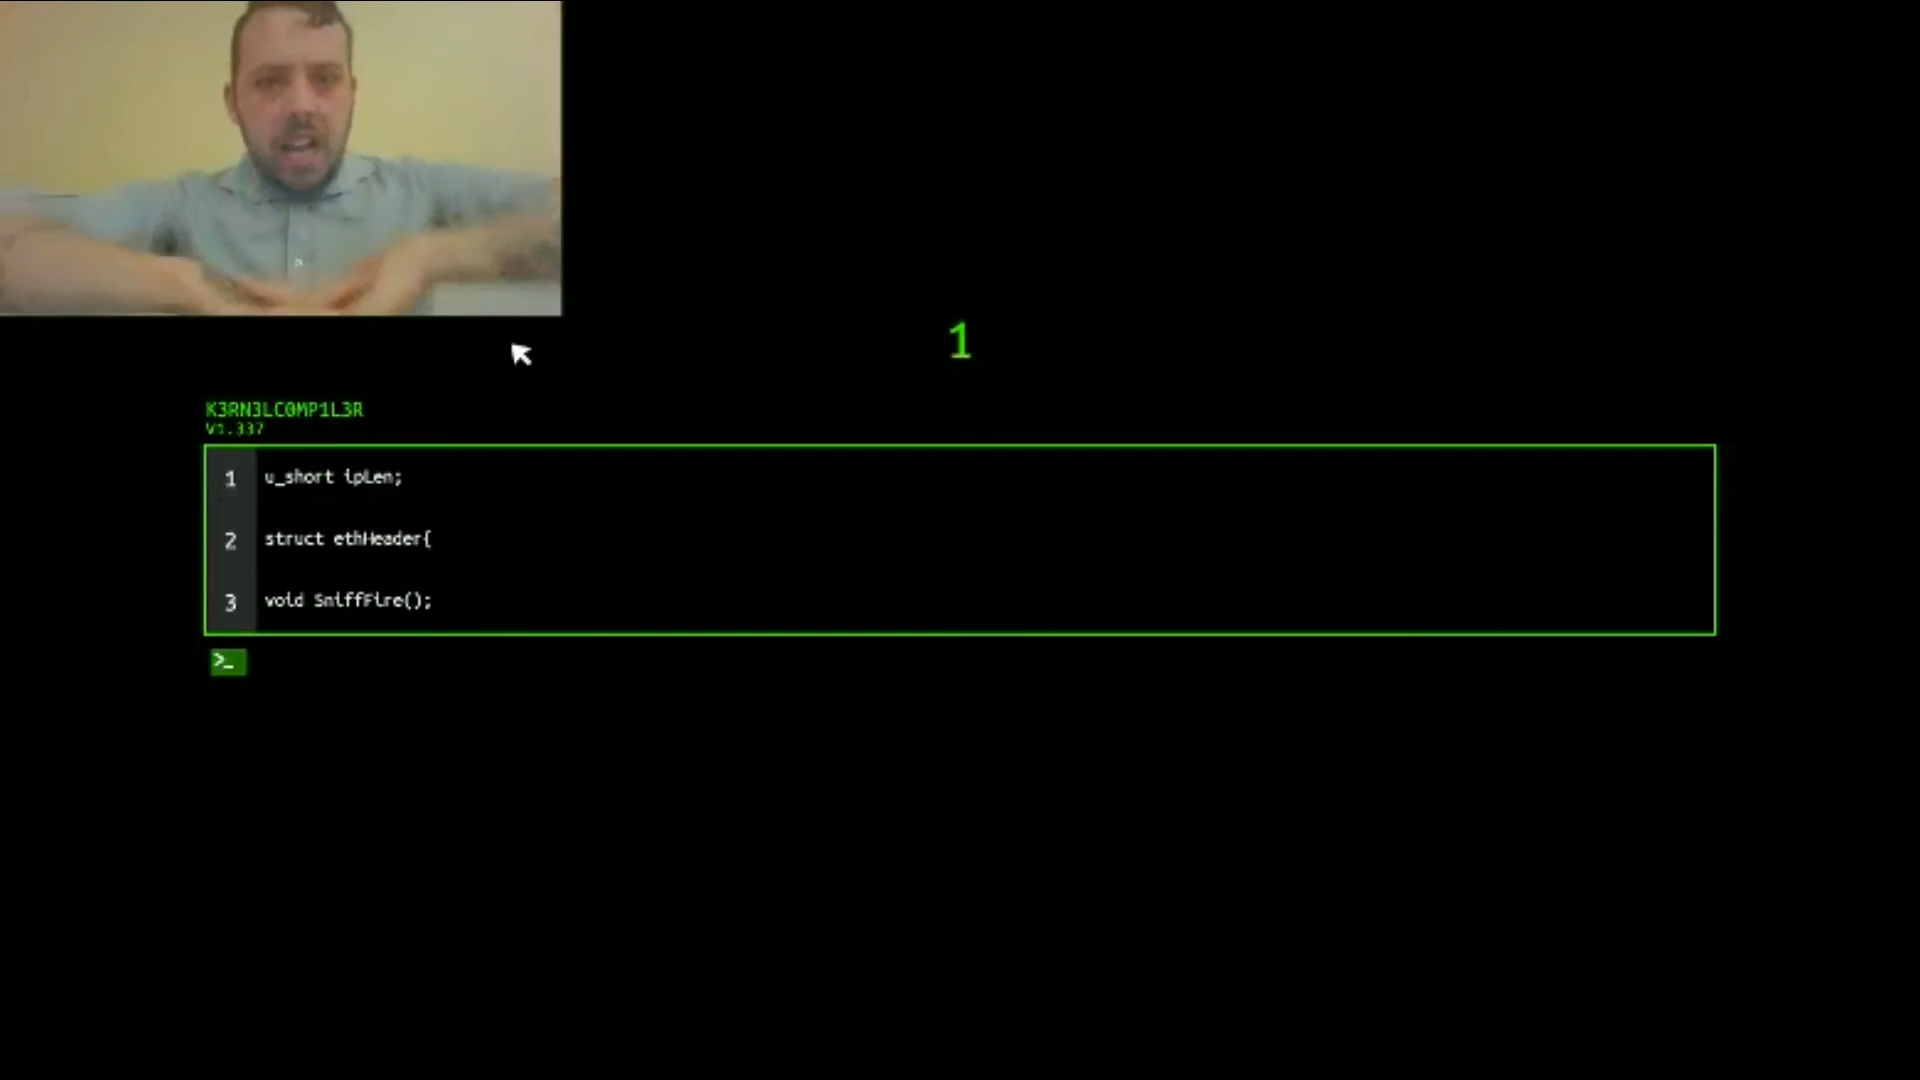 1
K3RN3LC0MP1L3R
V1.337
1 u_short ipLen;
2 struct ethHeader{
3 void SniffFire();
>_